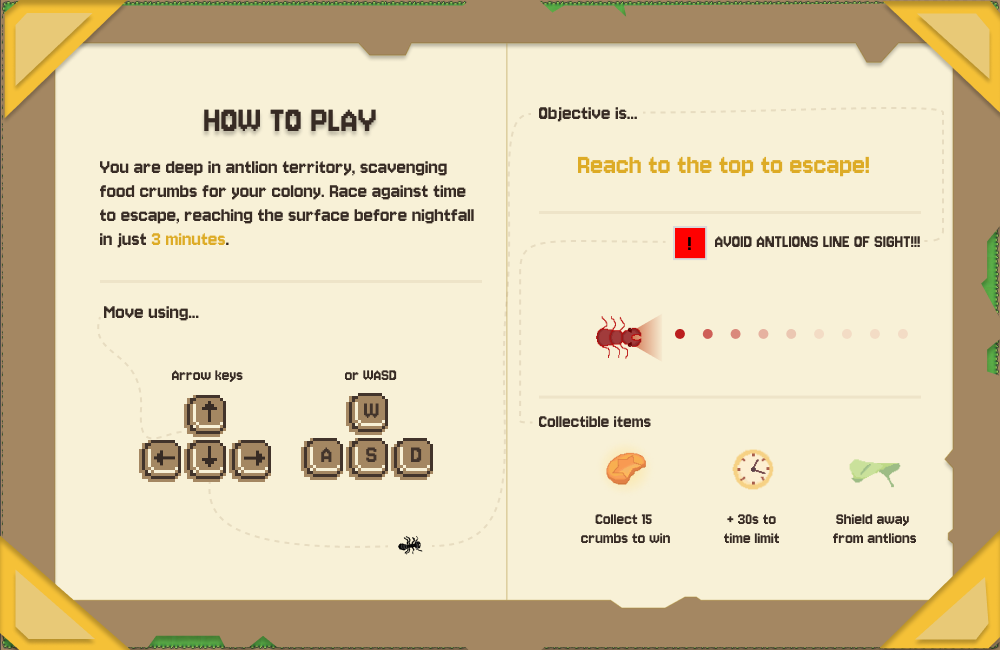 HOW TO PLAY
You are deep in antlion territory, scavenging
food crumbs for your colony. Race against time
to escape, reaching the surface before nightfall
in just 3 minutes.
Move using...
Arrow keys
or WASD
W
A S D
Objective is...
Reach to the top to escape!
! AVOID ANTLIONS LINE OF SIGHT!!!
Collectible items
Collect 15
crumbs to win
+ 30s to
time limit
Shield away
from antlions